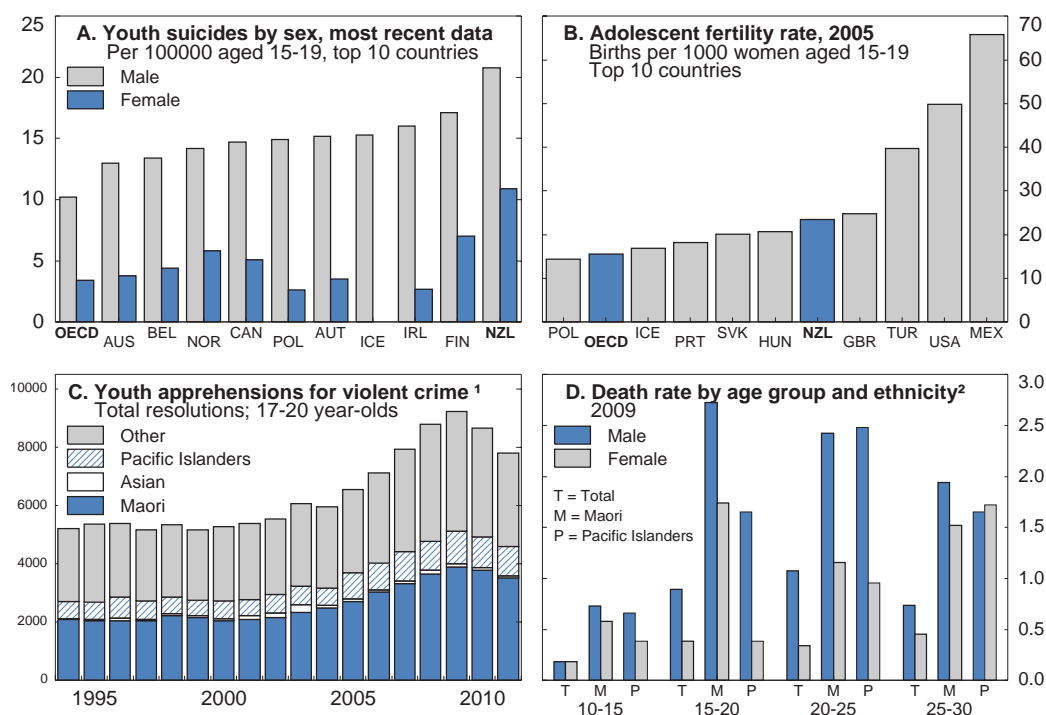 A. Youth suicides by sex, most recent data
Per 100000 aged 15-19, top 10 countries
Male
Female
25
20
15
10
5
0
OECD AUS BEL NOR CAN POL AUT ICE IRL FIN NZL
B. Adolescent fertility rate, 2005
Births per 1000 women aged 15-19
Top 10 countries
70
60
50
40
30
20
10
0
POL OECD ICE PRT SVK HUN NZL GBR TUR USA MEX
C. Youth apprehensions for violent crime ¹
Total resolutions; 17-20 year-olds
Other
Pacific Islanders
Asian
Maori
10000
8000
6000
4000
2000
0
1995 2000 2005 2010
D. Death rate by age group and ethnicity²
2009
Male
Female
T = Total
M = Maori
P = Pacific Islanders
3.0
2.5
2.0
1.5
1.0
0.5
0.0
T M P T M P T M P T M P
10-15 15-20 20-25 25-30